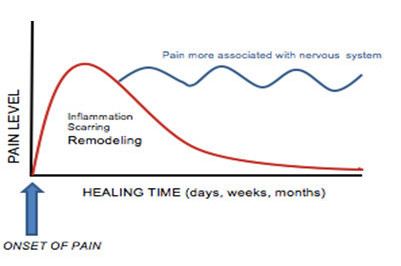 Pain more associated with nervous system
PAIN LEVEL
Inflammation
Scarring
Remodeling
HEALING TIME (days, weeks, months)
ONSET OF PAIN